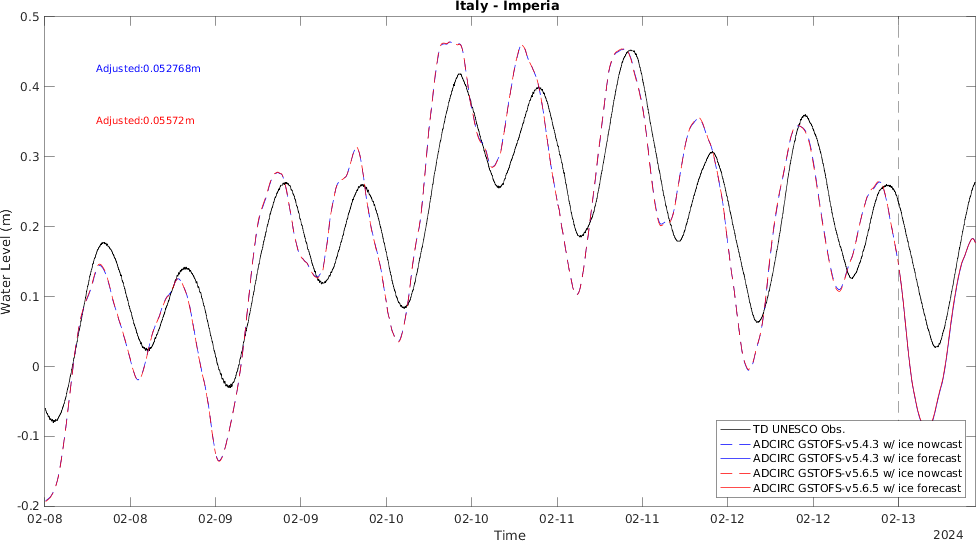 Italy - Imperia
0.5
0.4
0.3
0.2
0.1
0
-0.1
-0.2
Water Level (m)
Adjusted:0.052768m
Adjusted:0.05572m
TD UNESCO Obs.
ADCIRC GSTOFS-v5.4.3 w/ ice nowcast
ADCIRC GSTOFS-v5.4.3 w/ ice forecast
ADCIRC GSTOFS-v5.6.5 w/ ice nowcast
ADCIRC GSTOFS-v5.6.5 w/ ice forecast
02-08 02-08 02-09 02-09 02-10 02-10 02-11 02-11 02-12 02-12 02-13
Time
2024